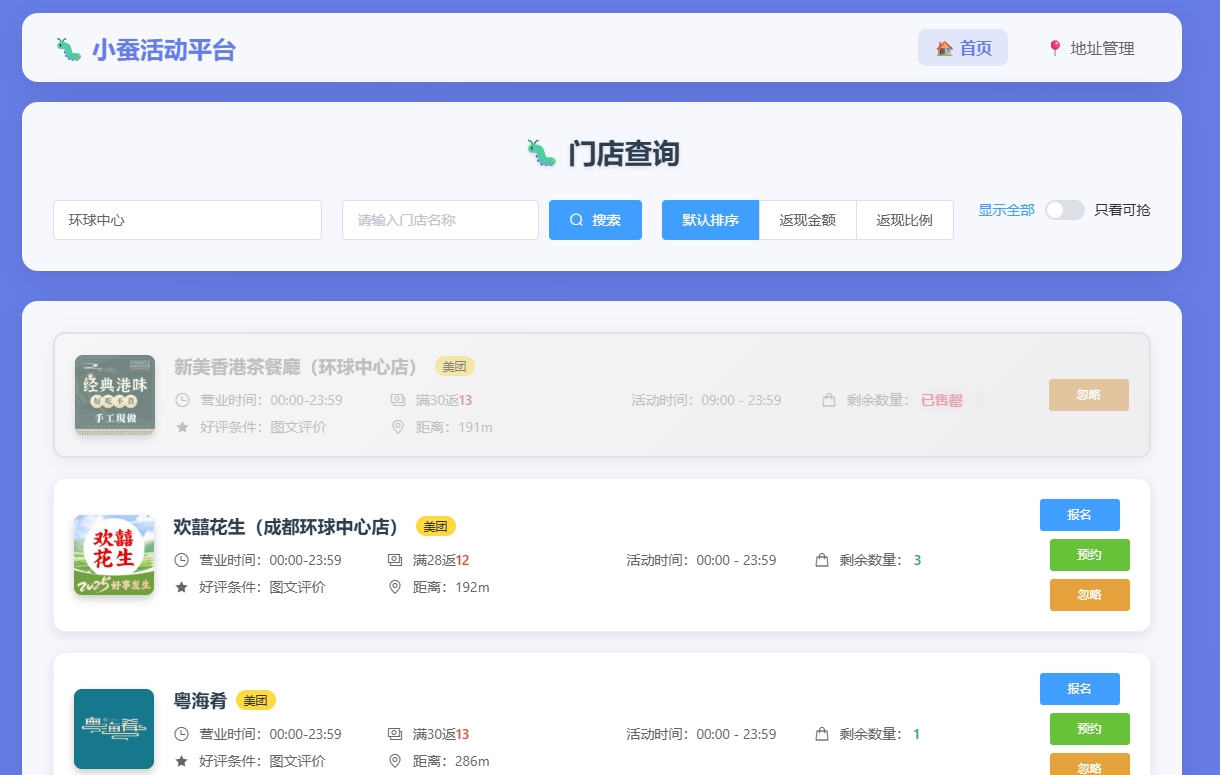 小蚕活动平台
首页
地址管理
门店查询
环球中心
请输入门店名称
搜索
默认排序
返现金额
返现比例
显示全部
只看可抢
经典港味
好吃不贵
手工現做
新美香港茶餐廳（环球中心店）
美团
营业时间：00:00-23:59
满30返13
活动时间：09:00 - 23:59
剩余数量：已售罄
好评条件：图文评价
距离：191m
忽略
欢囍
花生
2025好事发生
欢囍花生（成都环球中心店）
美团
营业时间：00:00-23:59
满28返12
活动时间：00:00 - 23:59
剩余数量：3
好评条件：图文评价
距离：192m
报名
预约
忽略
粤海肴
粤海肴
美团
营业时间：00:00-23:59
满30返13
活动时间：00:00 - 23:59
剩余数量：1
好评条件：图文评价
距离：286m
报名
预约
忽略